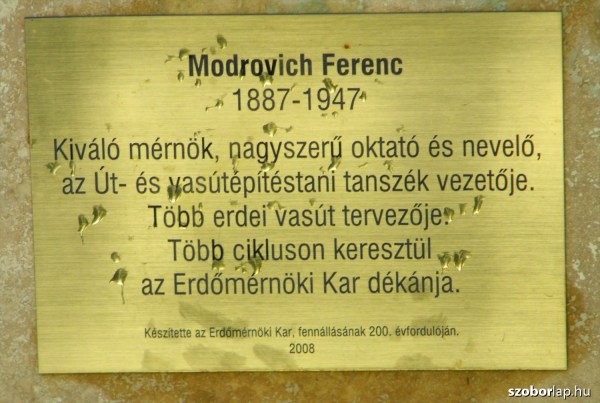 Modrovich Ferenc
1887-1947
Kiváló mérnök, nagyszerű oktató és nevelő,
az Út- és vasútépítéstani tanszék vezetője.
Több erdei vasút tervezője.
Több cikluson keresztül
az Erdőmérnöki Kar dékánja.
Készítette az Erdőmérnöki Kar, fennállásának 200. évfordulóján.
2008
szoborlap.hu